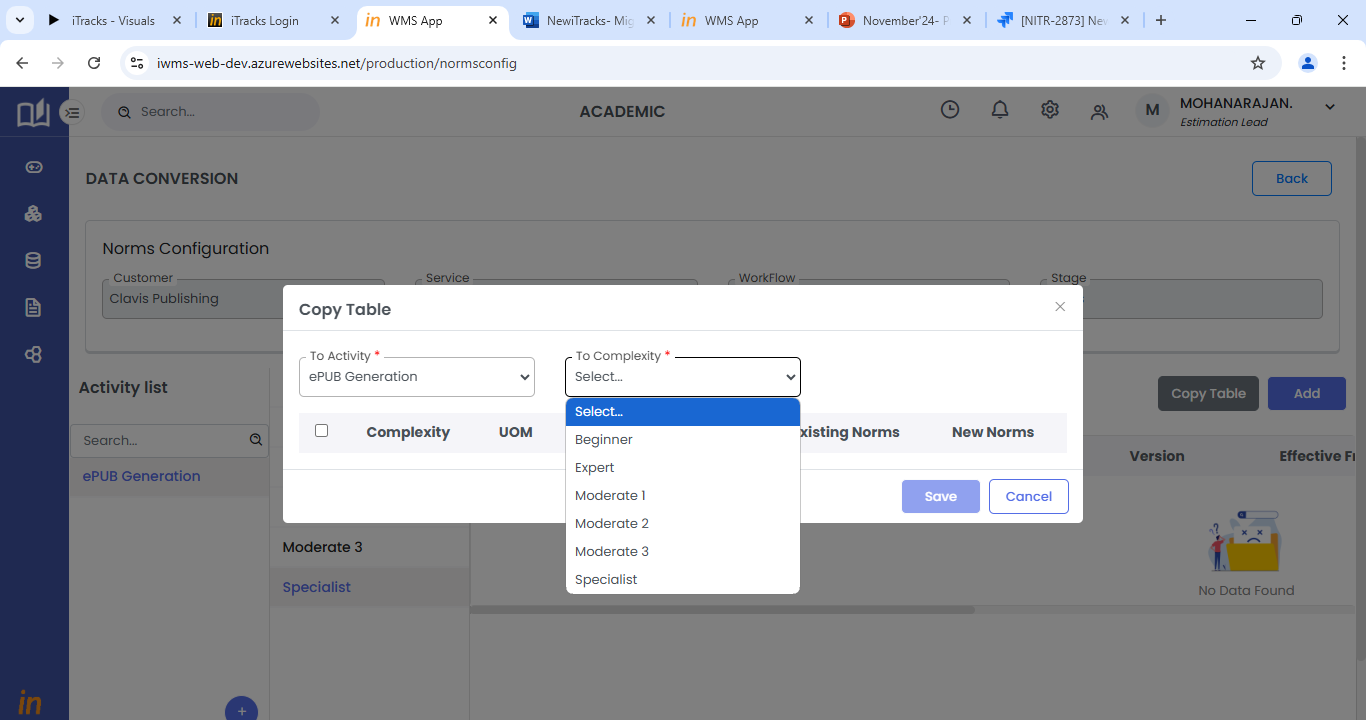 iTracks - Visuals
iTracks Login
WMS App
NewiTracks- Mig
WMS App
November'24- P
[NITR-2873] Nev
iwms-web-dev.azurewebsites.net/production/normsconfig
Search...
ACADEMIC
M
MOHANARAJAN.
Estimation Lead
DATA CONVERSION
Back
Norms Configuration
Customer
Service
WorkFlow
Stage
Clavis Publishing
Copy Table
To Activity *
To Complexity *
ePUB Generation
Select...
Select...
Beginner
Expert
Moderate 1
Moderate 2
Moderate 3
Specialist
Complexity
UOM
xisting Norms
New Norms
Save
Cancel
Activity list
Copy Table
Add
Search...
Version
Effective Fr
ePUB Generation
Moderate 3
Specialist
No Data Found
in
+